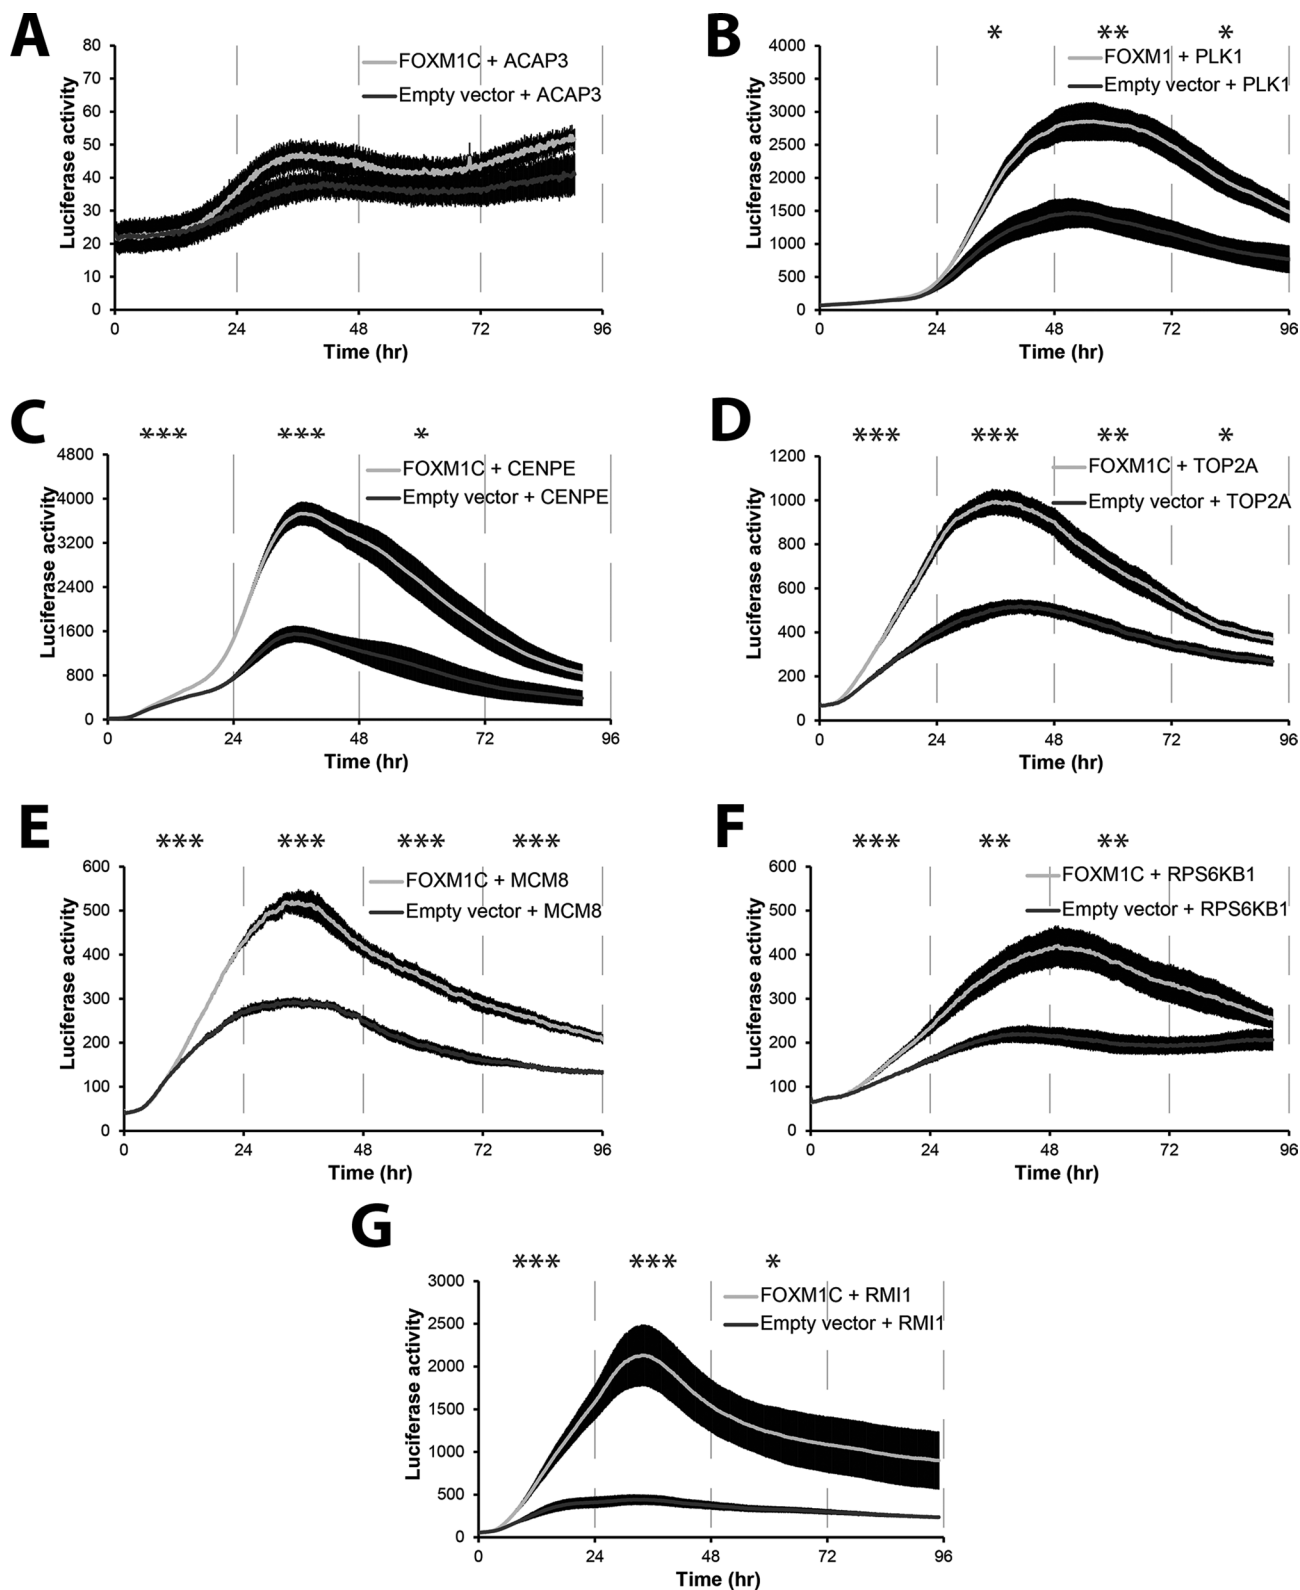 A
80
70
60
50
40
30
20
10
0
Luciferase activity
FOXM1C + ACAP3
Empty vector + ACAP3
0 24 48 72 96
Time (hr)
B
* ** *
4000
3500
3000
2500
2000
1500
1000
500
0
Luciferase activity
FOXM1 + PLK1
Empty vector + PLK1
0 24 48 72 96
Time (hr)
C
*** *** *
4800
4000
3200
2400
1600
800
0
Luciferase activity
FOXM1C + CENPE
Empty vector + CENPE
0 24 48 72 96
Time (hr)
D
*** *** ** *
1200
1000
800
600
400
200
0
Luciferase activity
FOXM1C + TOP2A
Empty vector + TOP2A
0 24 48 72 96
Time (hr)
E
*** *** *** ***
600
500
400
300
200
100
0
Luciferase activity
FOXM1C + MCM8
Empty vector + MCM8
0 24 48 72 96
Time (hr)
F
*** ** **
600
500
400
300
200
100
0
Luciferase activity
FOXM1C + RPS6KB1
Empty vector + RPS6KB1
0 24 48 72 96
Time (hr)
G
*** *** *
3000
2500
2000
1500
1000
500
0
Luciferase activity
FOXM1C + RMI1
Empty vector + RMI1
0 24 48 72 96
Time (hr)